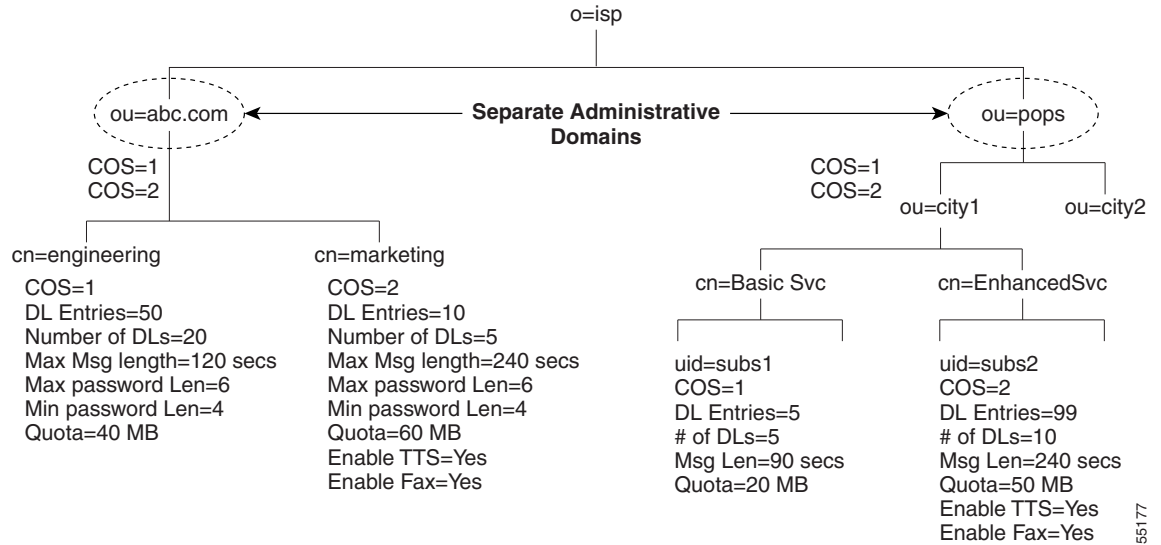 o=isp
ou=abc.com
Separate Administrative
Domains
ou=pops
COS=1
COS=2
COS=1
COS=2
ou=city1
ou=city2
cn=engineering
COS=1
DL Entries=50
Number of DLs=20
Max Msg length=120 secs
Max password Len=6
Min password Len=4
Quota=40 MB
cn=marketing
COS=2
DL Entries=10
Number of DLs=5
Max Msg length=240 secs
Max password Len=6
Min password Len=4
Quota=60 MB
Enable TTS=Yes
Enable Fax=Yes
cn=Basic Svc
cn=EnhancedSvc
uid=subs1
COS=1
DL Entries=5
# of DLs=5
Msg Len=90 secs
Quota=20 MB
uid=subs2
COS=2
DL Entries=99
# of DLs=10
Msg Len=240 secs
Quota=50 MB
Enable TTS=Yes
Enable Fax=Yes
55177